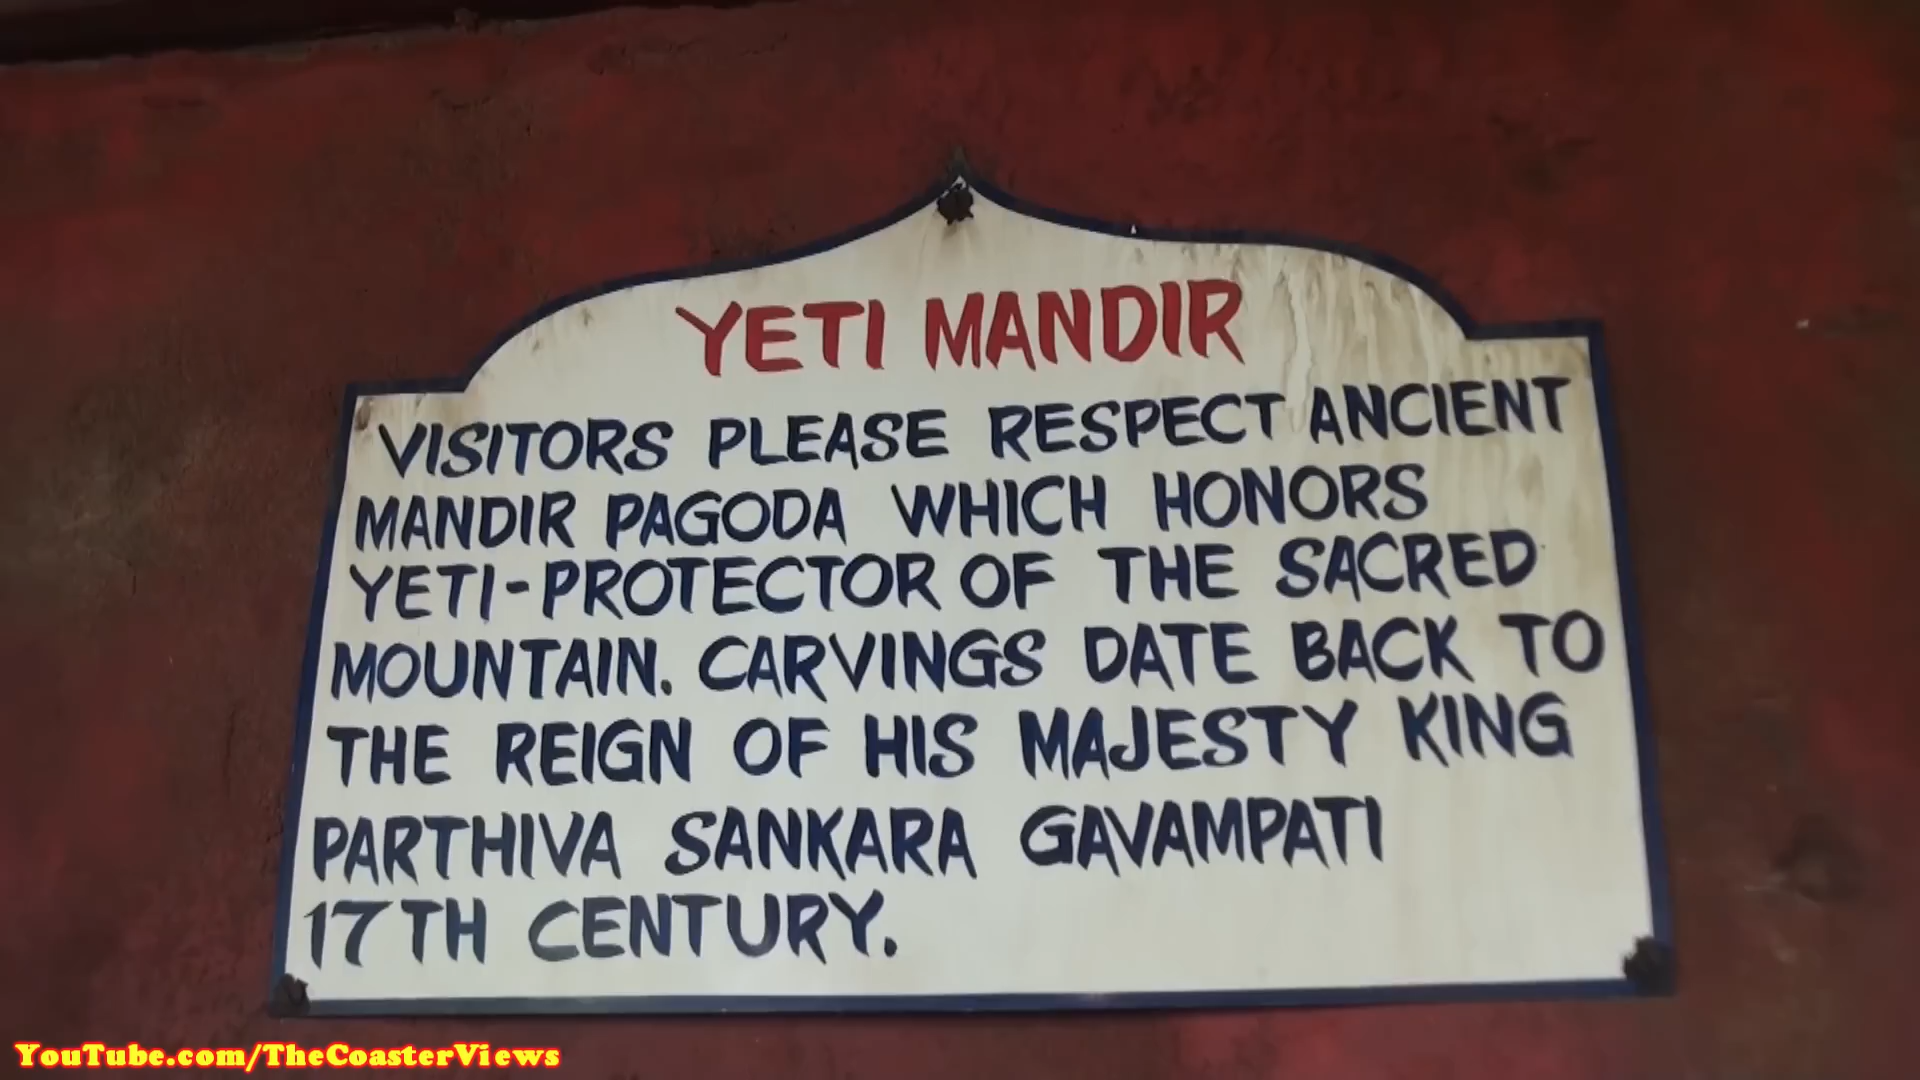 YETI MANDIR
VISITORS PLEASE RESPECT ANCIENT
MANDIR PAGODA WHICH HONORS
YETI-PROTECTOR OF THE SACRED
MOUNTAIN. CARVINGS DATE BACK TO
THE REIGN OF HIS MAJESTY KING
PARTHIVA SANKARA GAVAMPATI
17TH CENTURY.
YouTube.com/TheCoasterViews